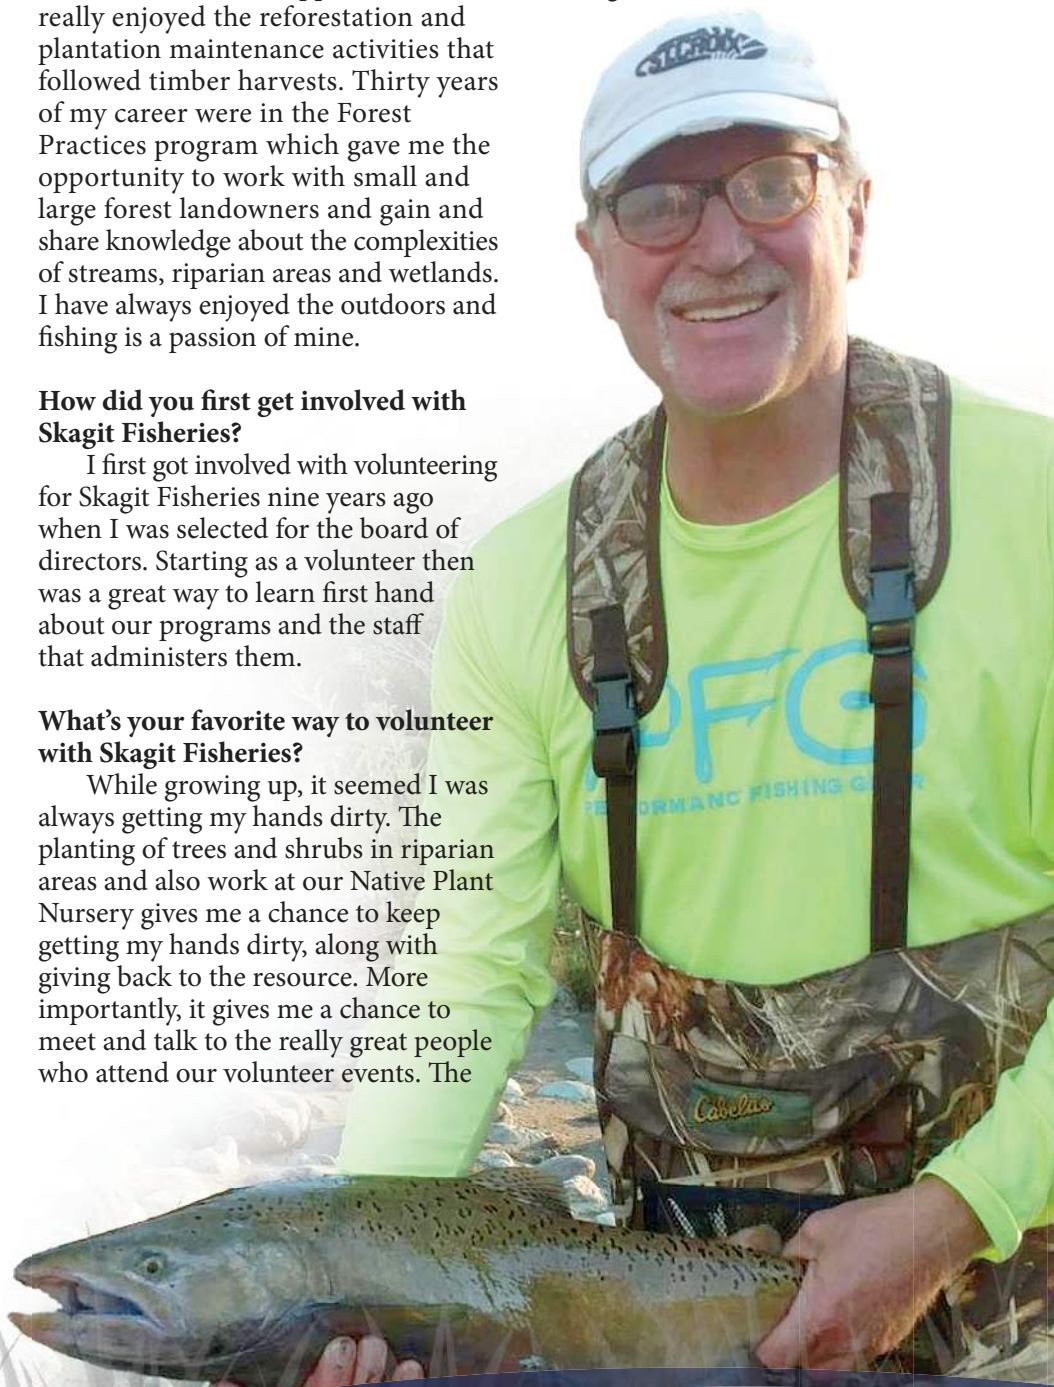 really enjoyed the reforestation and
plantation maintenance activities that
followed timber harvests. Thirty years
of my career were in the Forest
Practices program which gave me the
opportunity to work with small and
large forest landowners and gain and
share knowledge about the complexities
of streams, riparian areas and wetlands.
I have always enjoyed the outdoors and
fishing is a passion of mine.
How did you first get involved with
Skagit Fisheries?
I first got involved with volunteering
for Skagit Fisheries nine years ago
when I was selected for the board of
directors. Starting as a volunteer then
was a great way to learn first hand
about our programs and the staff
that administers them.
What’s your favorite way to volunteer
with Skagit Fisheries?
While growing up, it seemed I was
always getting my hands dirty. The
planting of trees and shrubs in riparian
areas and also work at our Native Plant
Nursery gives me a chance to keep
getting my hands dirty, along with
giving back to the resource. More
importantly, it gives me a chance to
meet and talk to the really great people
who attend our volunteer events. The
ST.CROIX
PFG
FISHING
Cabela's